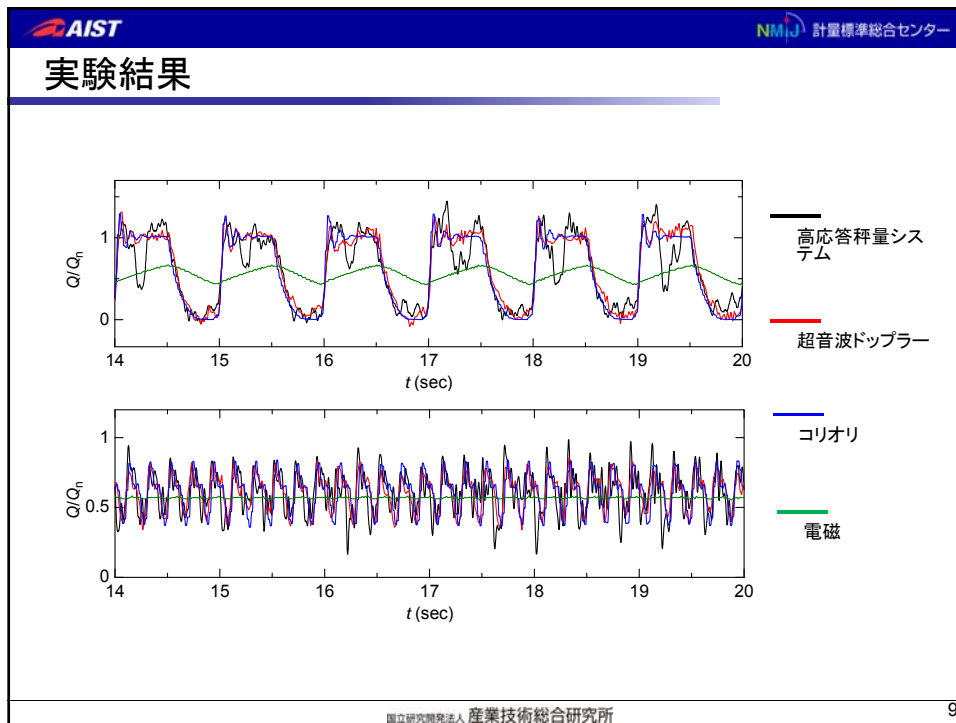 AIST
NMIJ 計量標準総合センター
実験結果
1
0
Q/Qn
14 15 16 17 18 19 20
t (sec)
高応答秤量シス
テム
超音波ドップラー
コリオリ
電磁
1
0.5
0
Q/Qn
14 15 16 17 18 19 20
t (sec)
国立研究開発法人 産業技術総合研究所
9